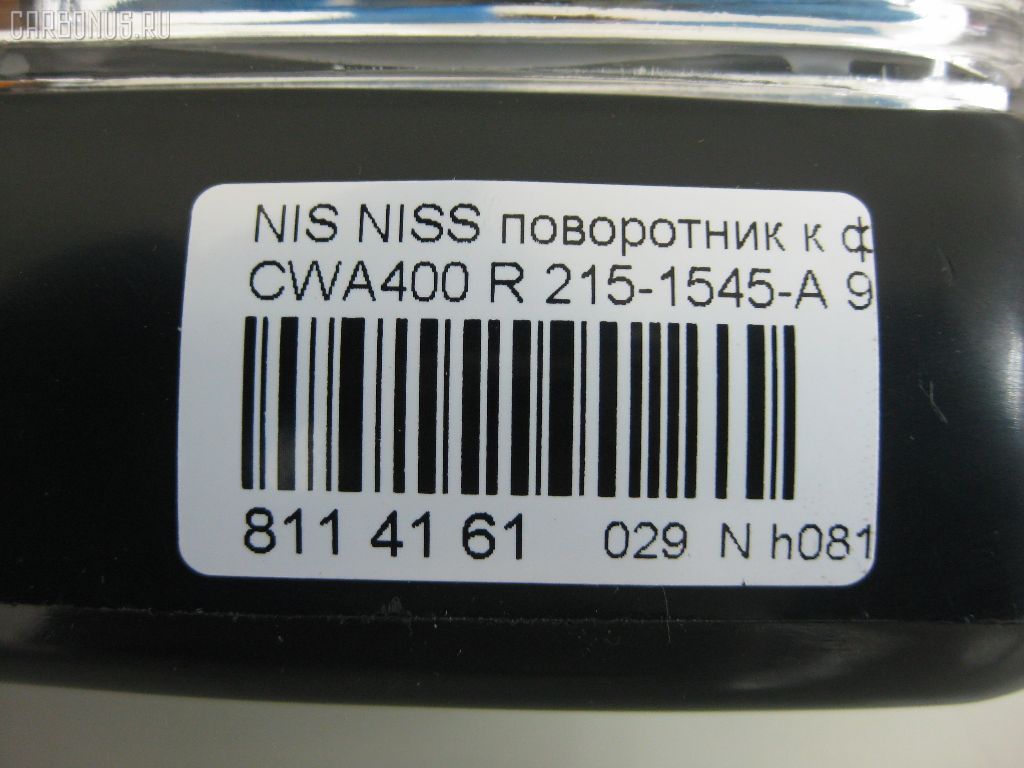 CARBONUS.RU
NIS NISS поворотник к ф
CWA400 R 215-1545-A 9
811 41 61 029 N h081